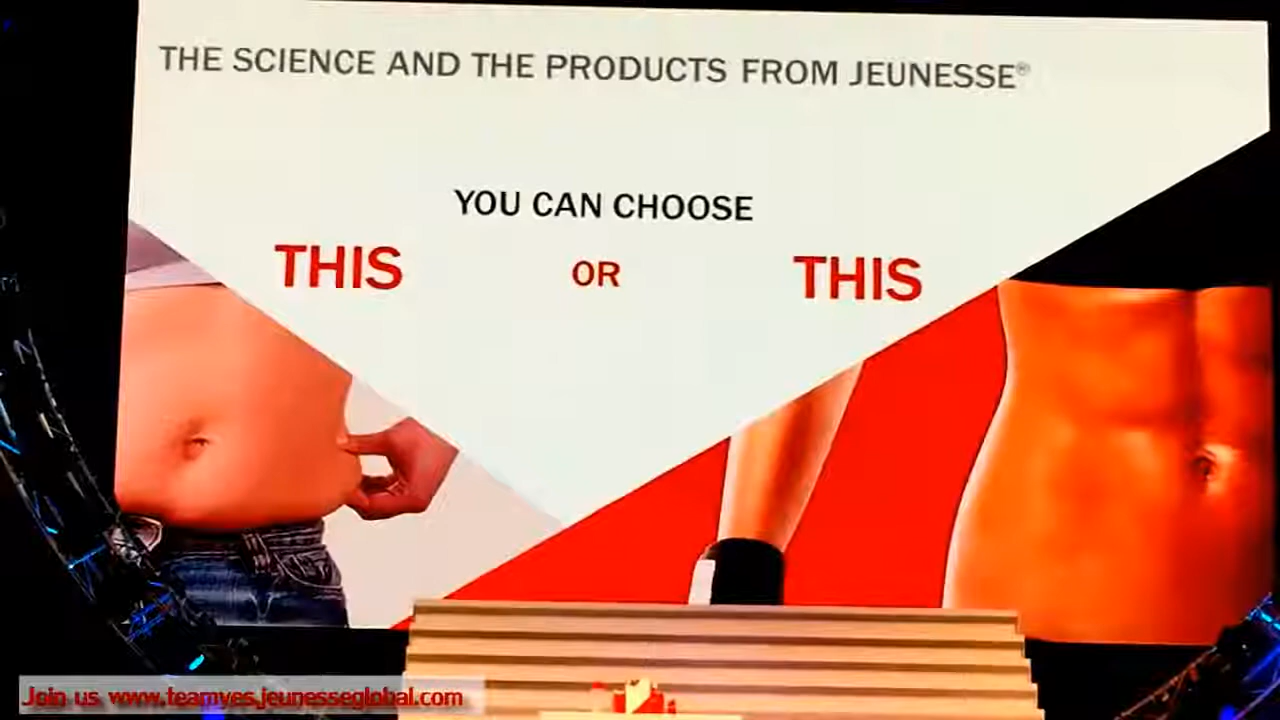 THE SCIENCE AND THE PRODUCTS FROM JEUNESSE®
YOU CAN CHOOSE
THIS OR THIS
Join us www.teamyes.jeunesseglobal.com